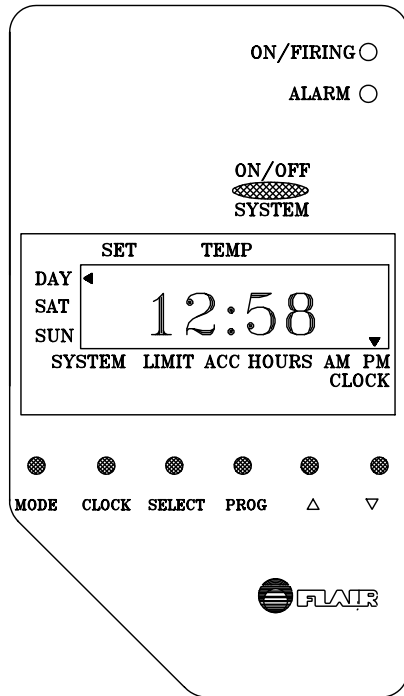 ON/FIRING
ALARM
ON/OFF
SYSTEM
SET TEMP
DAY
SAT
SUN
12:58
SYSTEM LIMIT ACC HOURS AM PM
CLOCK
MODE CLOCK SELECT PROG △ ▽
FLAIR